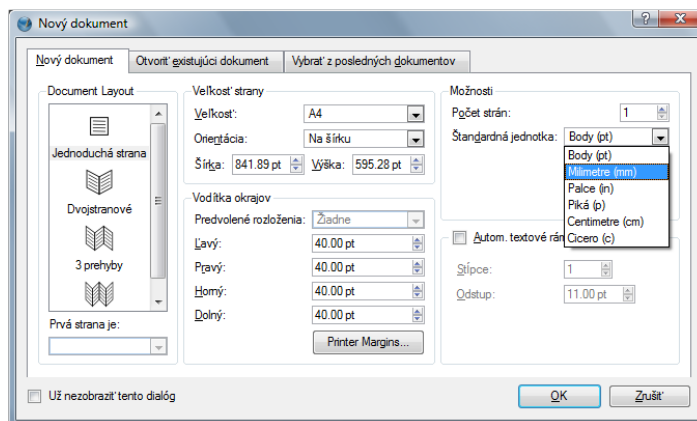 Nový dokument
Nový dokument
Otvoriť existujúci dokument
Vybrať z posledných dokumentov
Document Layout
Jednoduchá strana
Dvojstranové
3 prehyby
Prvá strana je:
Veľkosť strany
Veľkosť: A4
Orientácia: Na šírku
Šírka: 841.89 pt Výška: 595.28 pt
Vodítka okrajov
Predvolené rozloženia: Žiadne
Ľavý: 40.00 pt
Pravý: 40.00 pt
Horný: 40.00 pt
Dolný: 40.00 pt
Printer Margins...
Možnosti
Počet strán: 1
Štandardná jednotka: Body (pt)
Body (pt)
Milimetre (mm)
Palce (in)
Piká (p)
Centimetre (cm)
Cicero (c)
Autom. textové rám
Stĺpce: 1
Odstup: 11.00 pt
Už nezobraziť tento dialóg
OK
Zrušiť